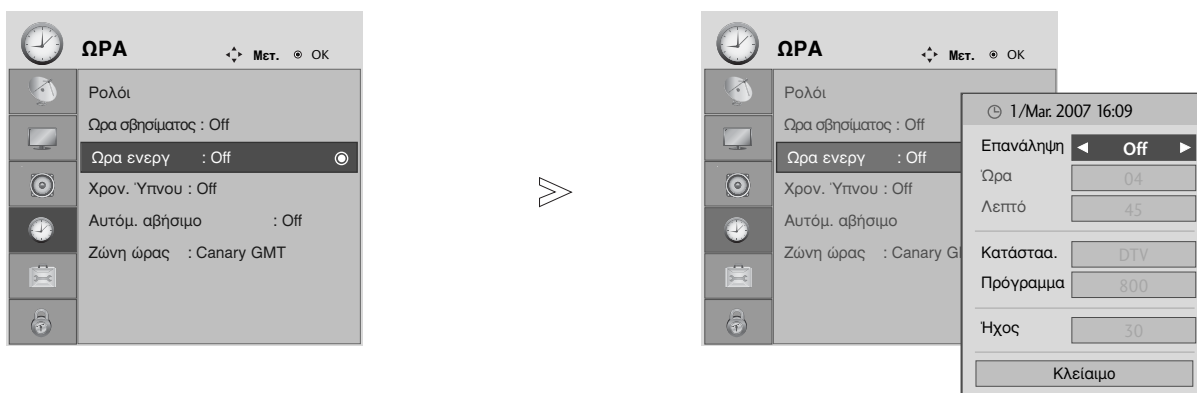 ΩΡΑ Μετ. OK
Ρολόι
Ωρα σβησίματος : Off
Ωρα ενεργ : Off
Χρον. Ύπνου : Off
Αυτόμ. αβήσιμο : Off
Ζώνη ώρας : Canary GMT
ΩΡΑ Μετ. OK
Ρολόι
Ωρα σβησίματος : Off
Ωρα ενεργ : Off
Χρον. Ύπνου : Off
Αυτόμ. αβήσιμο
Ζώνη ώρας : Canary G
1/Mar. 2007 16:09
Επανάληψη Off
Ώρα 04
Λεπτό 45
Κατάσταα. DTV
Πρόγραμμα 800
Ήχος 30
Κλείαιμο